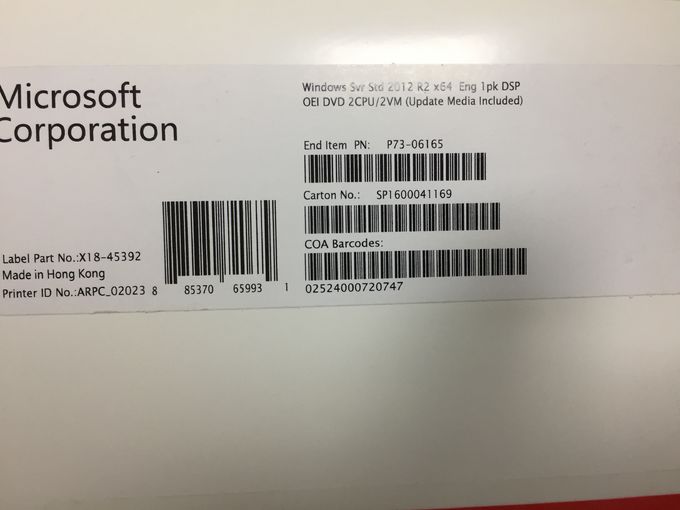 Microsoft
Corporation
Windows Svr Std 2012 R2 x64 Eng 1pk DSP
OEI DVD 2CPU/2VM (Update Media Included)
End Item PN: P73-06165
Carton No.: SP1600041169
COA Barcodes:
02524000720747
Label Part No.:X18-45392
Made in Hong Kong
Printer ID No.:ARPC_02023
8 85370 65993 1